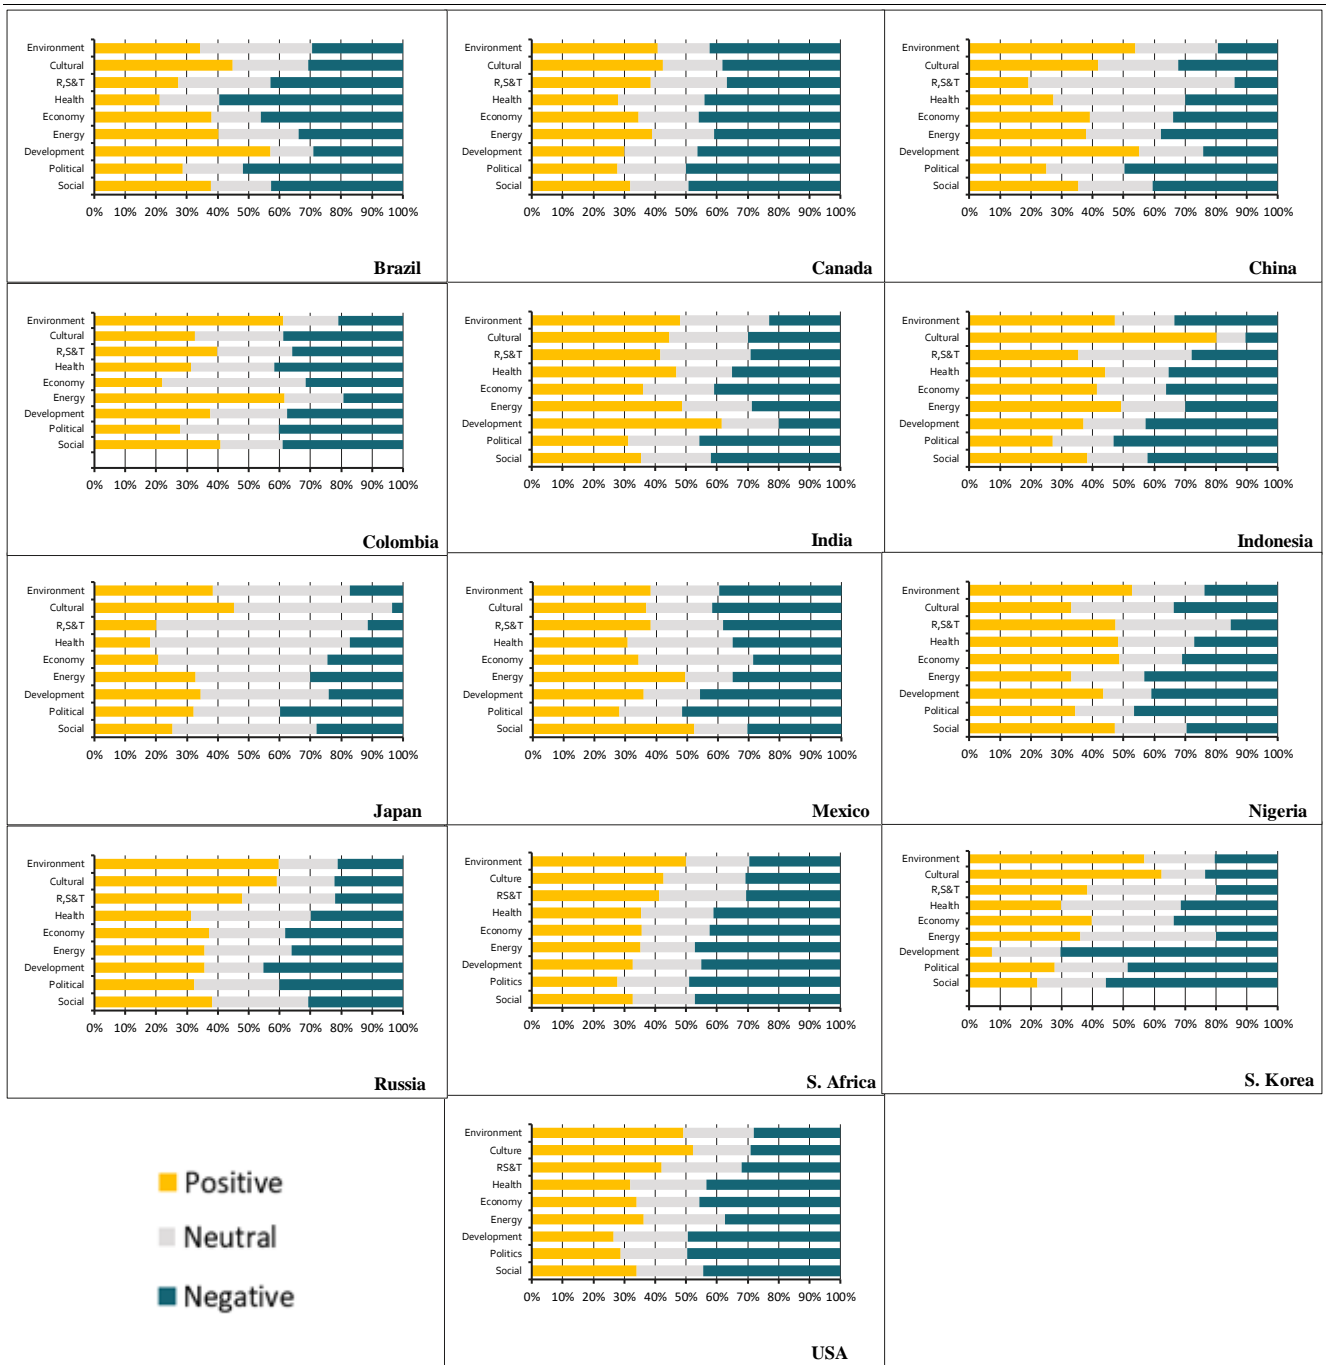 Environment
Cultural
R,S&T
Health
Economy
Energy
Development
Political
Social
0% 10% 20% 30% 40% 50% 60% 70% 80% 90% 100%
Brazil
Environment
Cultural
R,S&T
Health
Economy
Energy
Development
Political
Social
0% 10% 20% 30% 40% 50% 60% 70% 80% 90% 100%
Canada
Environment
Cultural
R,S&T
Health
Economy
Energy
Development
Political
Social
0% 10% 20% 30% 40% 50% 60% 70% 80% 90% 100%
China
Environment
Cultural
R,S&T
Health
Economy
Energy
Development
Political
Social
0% 10% 20% 30% 40% 50% 60% 70% 80% 90% 100%
Colombia
Environment
Cultural
R,S&T
Health
Economy
Energy
Development
Political
Social
0% 10% 20% 30% 40% 50% 60% 70% 80% 90% 100%
India
Environment
Cultural
R,S&T
Health
Economy
Energy
Development
Political
Social
0% 10% 20% 30% 40% 50% 60% 70% 80% 90% 100%
Indonesia
Environment
Cultural
R,S&T
Health
Economy
Energy
Development
Political
Social
0% 10% 20% 30% 40% 50% 60% 70% 80% 90% 100%
Japan
Environment
Cultural
R,S&T
Health
Economy
Energy
Development
Political
Social
0% 10% 20% 30% 40% 50% 60% 70% 80% 90% 100%
Mexico
Environment
Cultural
R,S&T
Health
Economy
Energy
Development
Political
Social
0% 10% 20% 30% 40% 50% 60% 70% 80% 90% 100%
Nigeria
Environment
Cultural
R,S&T
Health
Economy
Energy
Development
Political
Social
0% 10% 20% 30% 40% 50% 60% 70% 80% 90% 100%
Russia
Environment
Culture
RS&T
Health
Economy
Energy
Development
Politics
Social
0% 10% 20% 30% 40% 50% 60% 70% 80% 90% 100%
S. Africa
Environment
Cultural
R,S&T
Health
Economy
Energy
Development
Political
Social
0% 10% 20% 30% 40% 50% 60% 70% 80% 90% 100%
S. Korea
Positive
Neutral
Negative
Environment
Culture
RS&T
Health
Economy
Energy
Development
Politics
Social
0% 10% 20% 30% 40% 50% 60% 70% 80% 90% 100%
USA